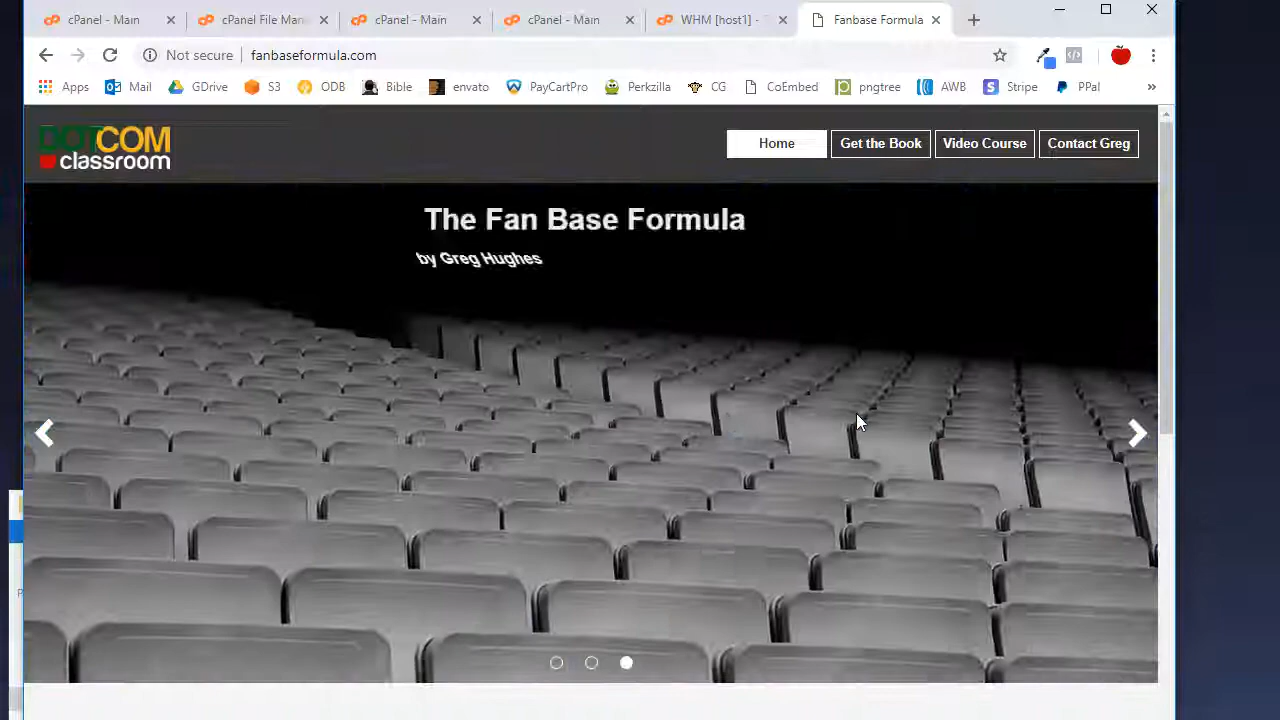 cPanel - Main
cPanel File Man
cPanel - Main
cPanel - Main
WHM [host1] -
Fanbase Formula
Not secure
fanbaseformula.com
Apps
Mail
GDrive
S3
ODB
Bible
envato
PayCartPro
Perkzilla
CG
CoEmbed
pngtree
AWB
Stripe
PPal
»
DOTCOM
classroom
Home
Get the Book
Video Course
Contact Greg
The Fan Base Formula
by Greg Hughes